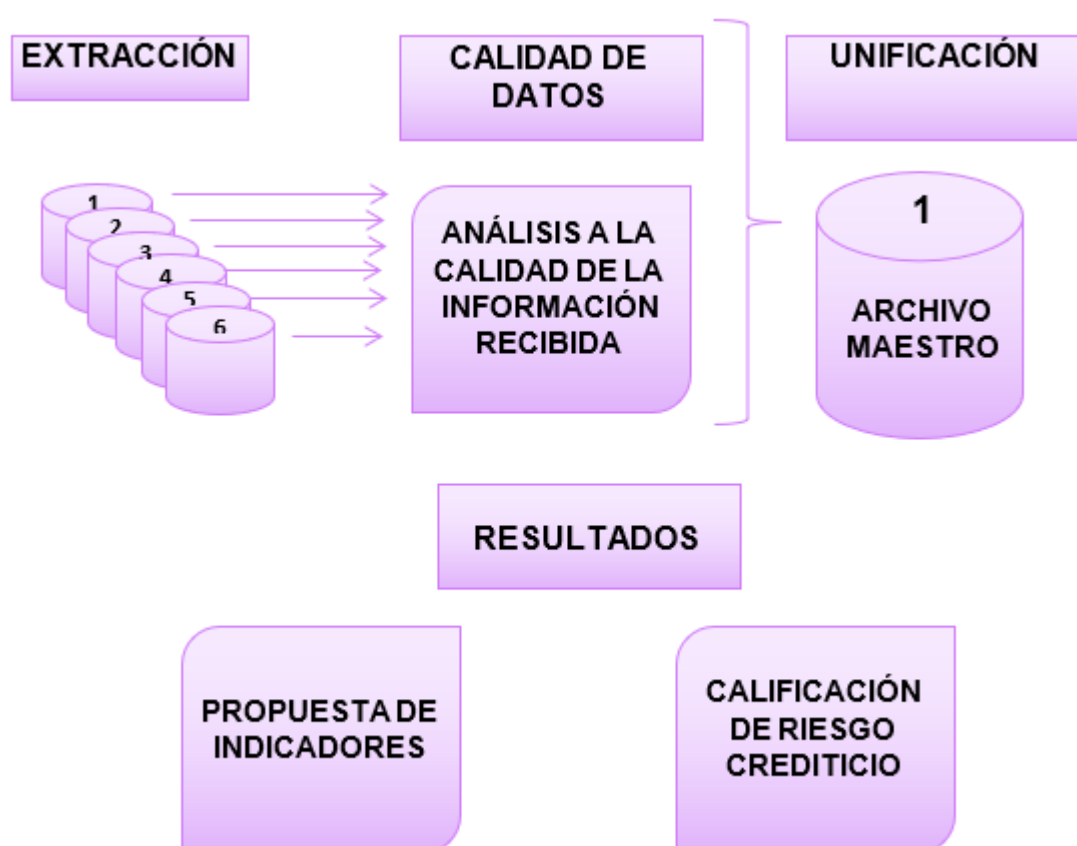 EXTRACCIÓN
CALIDAD DE
DATOS
UNIFICACIÓN
1
2
3
4
5
6
ANÁLISIS A LA
CALIDAD DE LA
INFORMACIÓN
RECIBIDA
1
ARCHIVO
MAESTRO
RESULTADOS
PROPUESTA DE
INDICADORES
CALIFICACIÓN
DE RIESGO
CREDITICIO